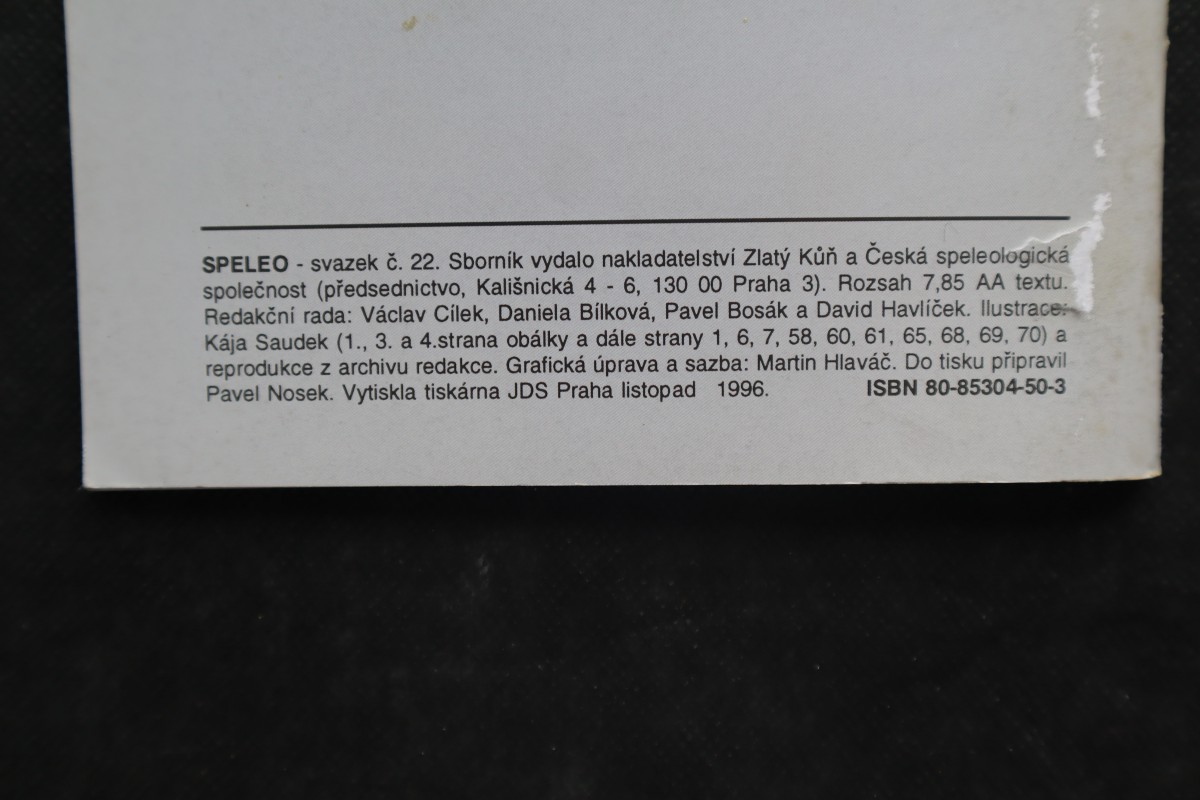 SPELEO - svazek č. 22. Sborník vydalo nakladatelství Zlatý Kůň a Česká speleologická
společnost (předsednictvo, Kališnická 4 - 6, 130 00 Praha 3). Rozsah 7,85 AA textu.
Redakční rada: Václav Cílek, Daniela Bílková, Pavel Bosák a David Havlíček. Ilustrace:
Kája Saudek (1., 3. a 4.strana obálky a dále strany 1, 6, 7, 58, 60, 61, 65, 68, 69, 70) a
reprodukce z archivu redakce. Grafická úprava a sazba: Martin Hlaváč. Do tisku připravil
Pavel Nosek. Vytiskla tiskárna JDS Praha listopad 1996. ISBN 80-85304-50-3